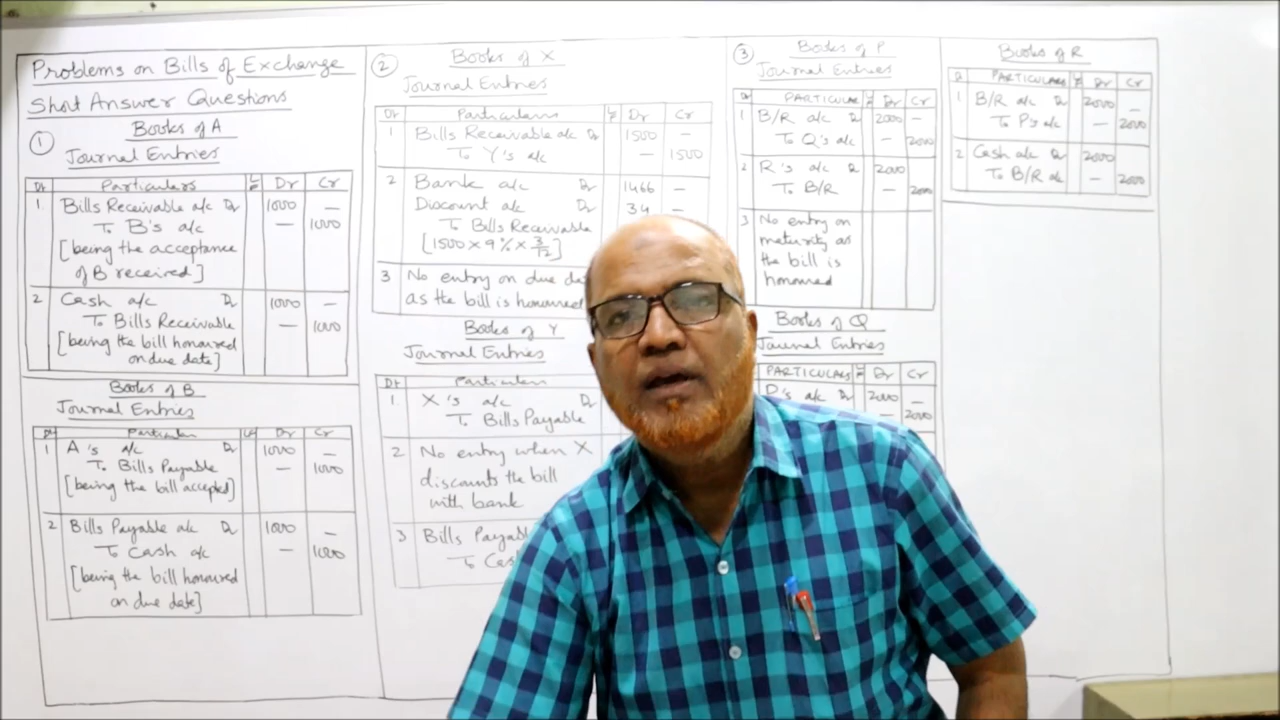 Problems on Bills of Exchange
Short Answer Questions
① Books of A
Journal Entries
Dt Particulars LF Dr Cr
1 Bills Receivable a/c Dr 1000 —
To B's a/c — 1000
[being the acceptance
of B received]
2 Cash a/c Dr 1000 —
To Bills Receivable — 1000
[being the bill honoured
on due date]
Books of B
Journal Entries
Dt Particular LF Dr Cr
1 A's a/c Dr 1000 —
To Bills Payable — 1000
[being the bill accepted]
2 Bills Payable a/c Dr 1000 —
To Cash a/c — 1000
[being the bill honoured
on due date]
② Books of X
Journal Entries
Dt Particulars LF Dr Cr
1 Bills Receivable a/c Dr 1500 —
To Y's a/c — 1500
2 Bank a/c Dr 1466 —
Discount a/c Dr 34 —
To Bills Receivable
[1500 × 9% × 3/12]
3 No entry on due
as the bill is honoured
Books of Y
Journal Entries
Dt Particulars
1. X's a/c Dr
To Bills Payable
2 No entry when X
discounts the bill
with bank
3 Bills
To
③ Books of P
Journal Entries
Dt PARTICULAR LF Dr Cr
1 B/R a/c Dr 2000 —
To Q's a/c — 2000
2 R's a/c Dr 2000 —
To B/R — 2000
3 No entry on
maturity as
the bill is
honoured
Books of Q
Journal Entries
PARTICULARS LF Dr Cr
P's a/c Dr 2000 —
— 2000
Books of R
D PARTICULARS LF Dr Cr
1 B/R a/c Dr 2000 —
To P's a/c — 2000
2 Cash a/c Dr 2000 —
To B/R a/c — 2000